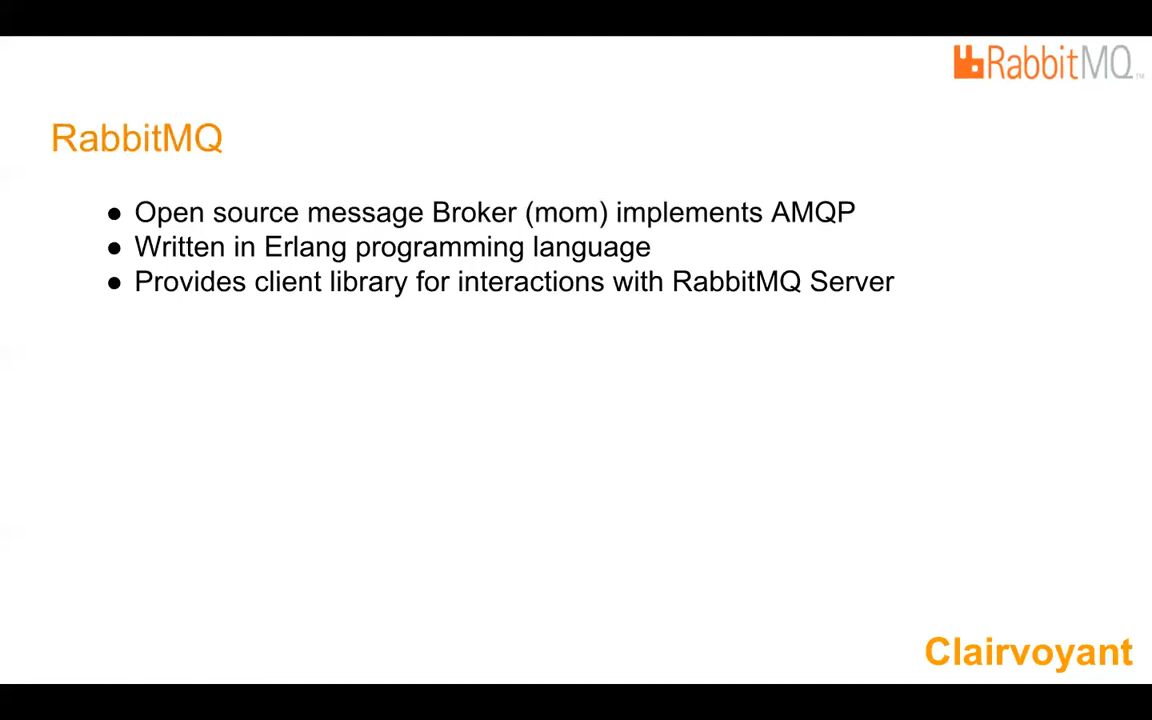 RabbitMQ™
RabbitMQ
● Open source message Broker (mom) implements AMQP
● Written in Erlang programming language
● Provides client library for interactions with RabbitMQ Server
Clairvoyant